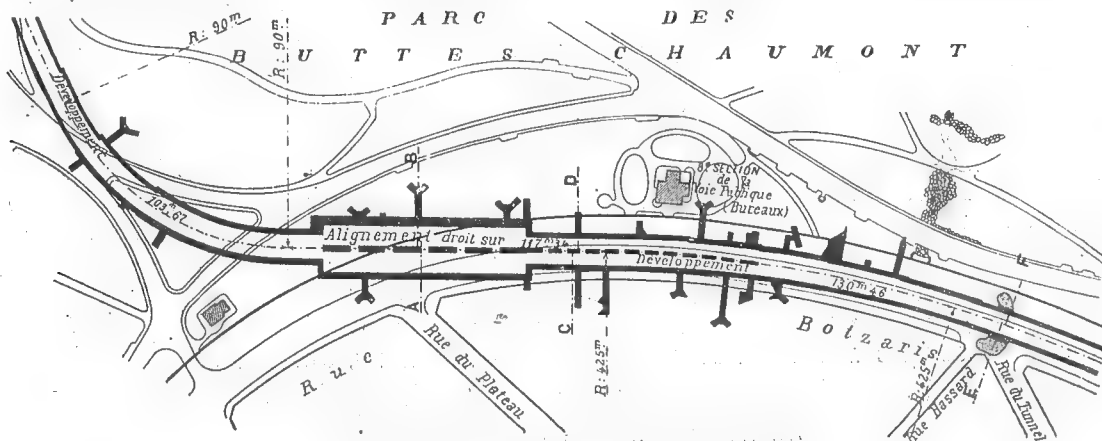 PARC DES
BUTTES CHAUMONT
R: 90m
R: 90m
Développement
103m67
B
D
8e SECTION
de la
Voie Publique
(Bureaux)
Alignement droit sur 117m34
Développement 130m46
F
A
C
R: 425m
R: 425m
Rue Botzaris
Rue du Plateau
Rue Hassard
E
Rue du Tunnel